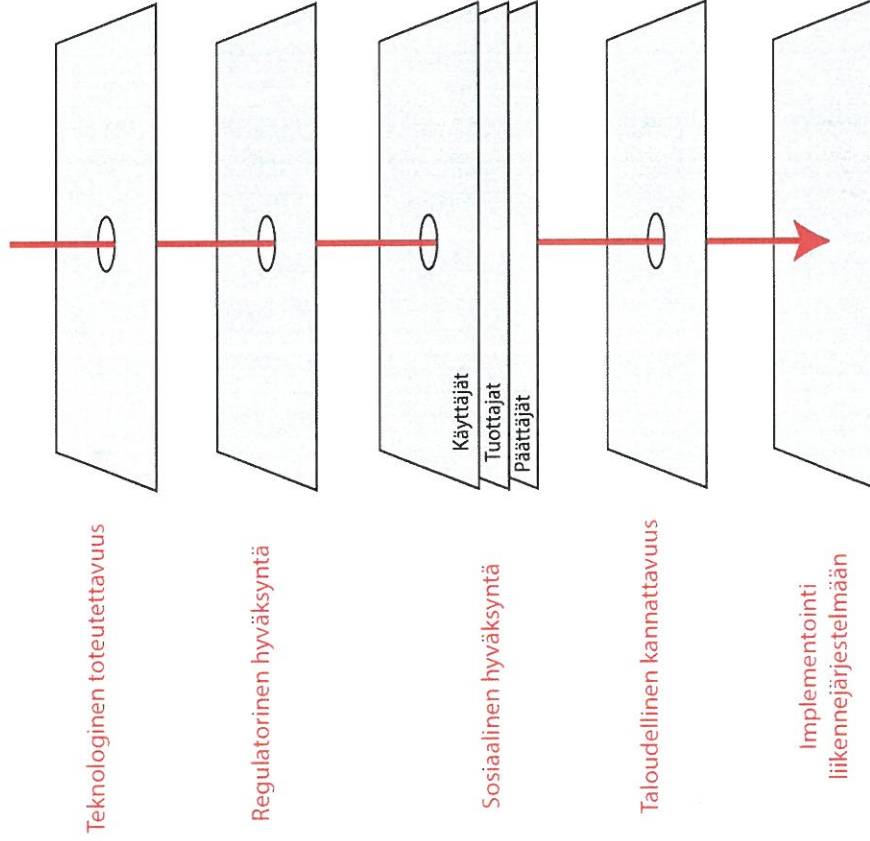 Teknologinen toteutettavuus
Regulatorinen hyväksyntä
Sosiaalinen hyväksyntä
Käyttäjät
Tuottajat
Päättäjät
Taloudellinen kannattavuus
Implementointi
liikennejärjestelmään